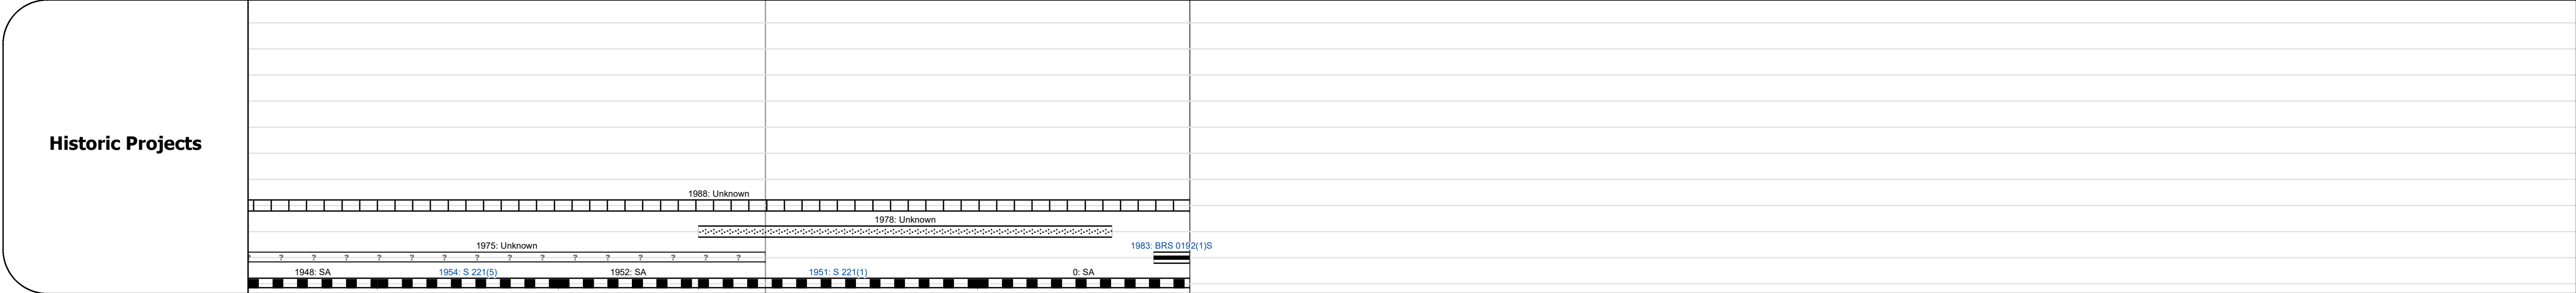 Historic Projects
1988: Unknown
1978: Unknown
1975: Unknown
1983: BRS 0192(1)S
? ? ? ? ? ? ? ? ? ? ? ? ? ? ? ?
1948: SA 1954: S 221(5) 1952: SA 1951: S 221(1) 0: SA